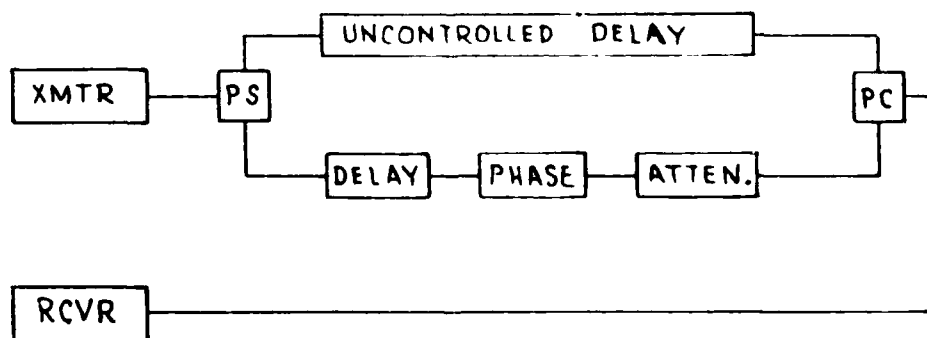 UNCONTROLLED DELAY
XMTR
PS
PC
DELAY
PHASE
ATTEN.
RCVR